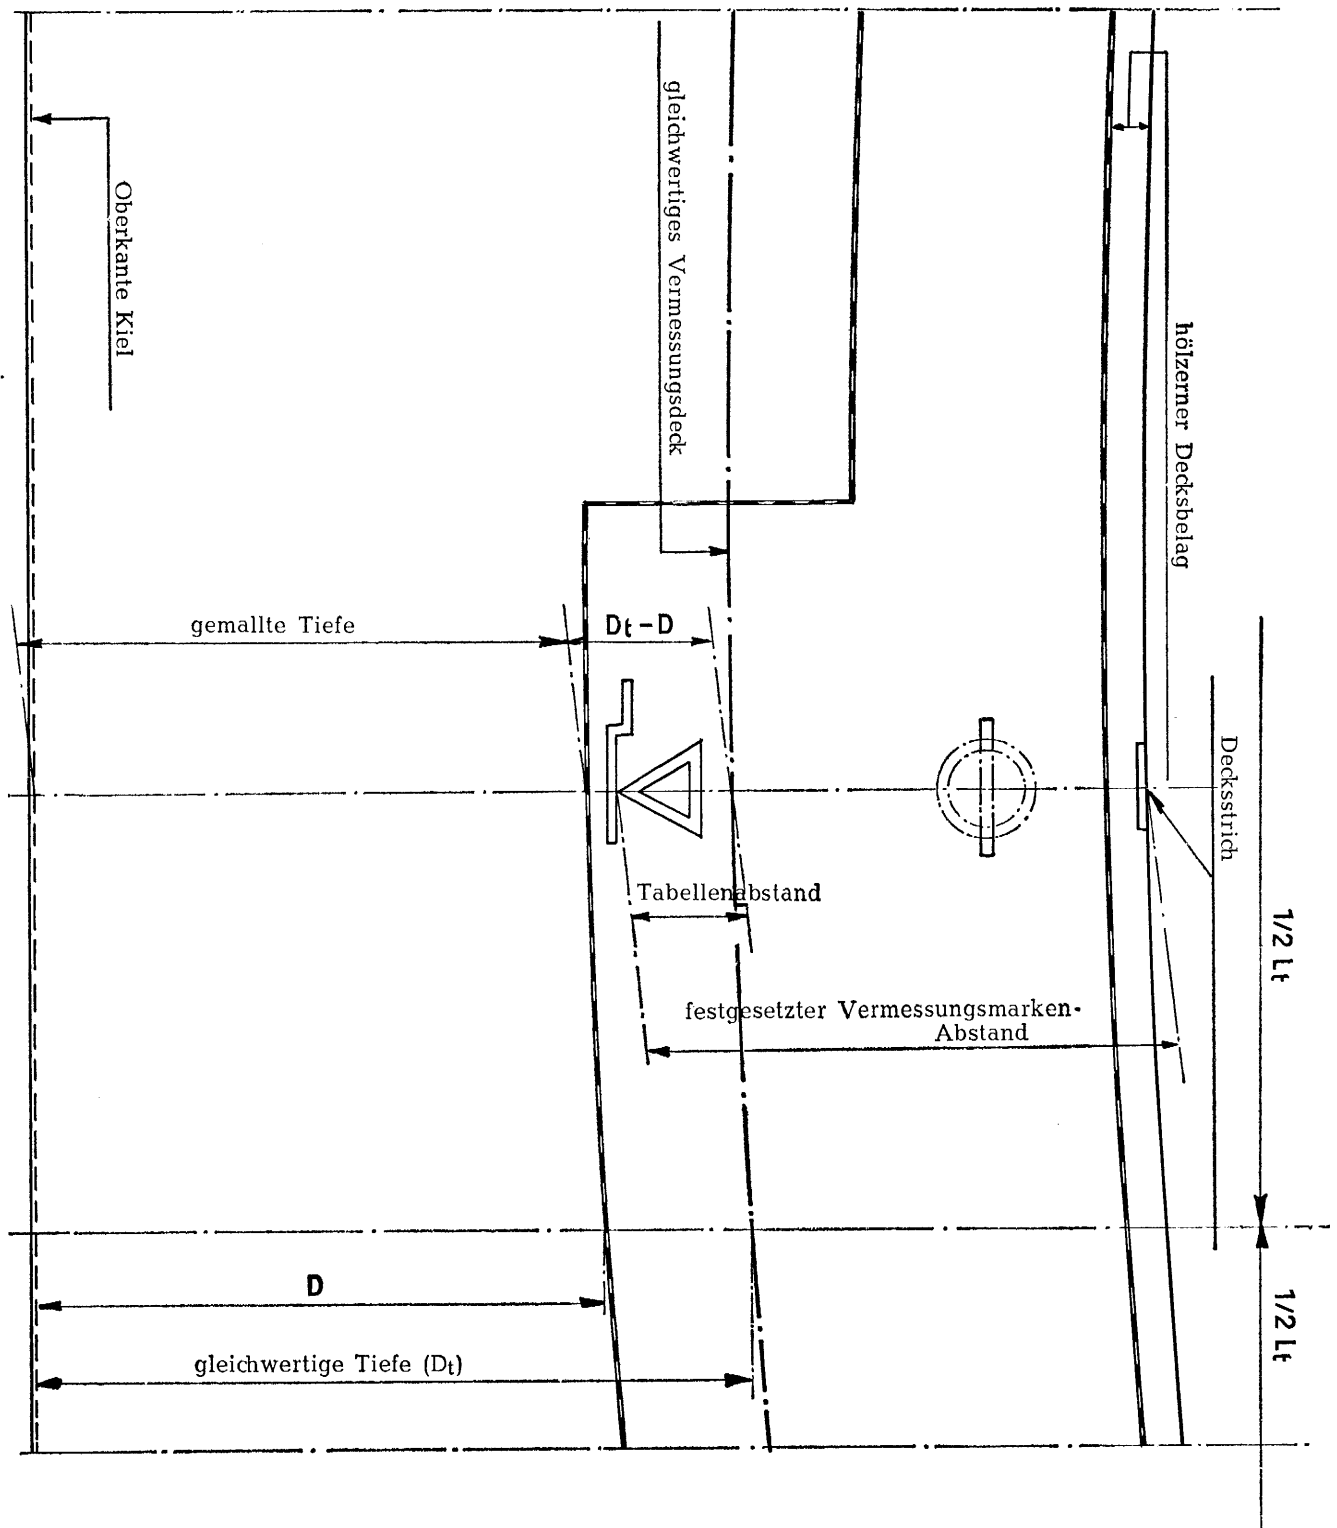 gleichwertiges Vermessungsdeck
Oberkante Kiel
hölzerner Decksbelag
gemallte Tiefe
Dt – D
Decksstrich
Tabellenabstand
1/2 Lt
festgesetzter Vermessungsmarken-
Abstand
D
1/2 Lt
gleichwertige Tiefe (Dt)